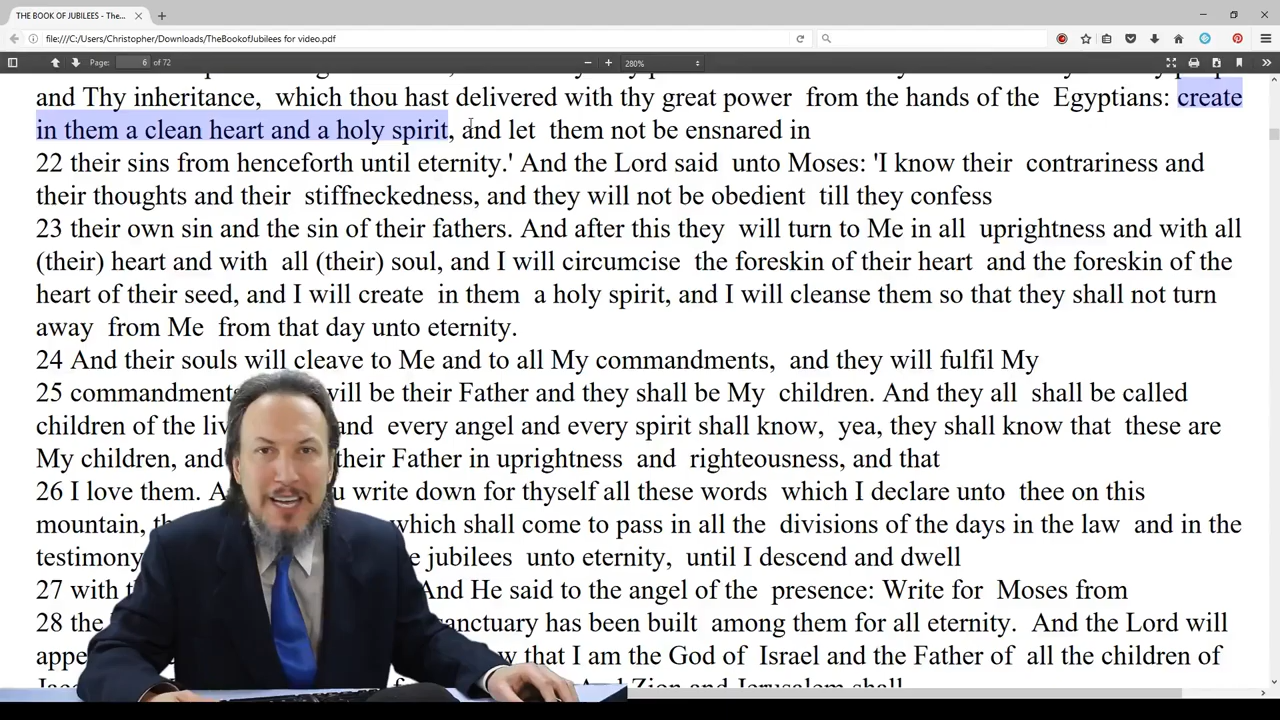 THE BOOK OF JUBILEES - The...
file:///C:/Users/Christopher/Downloads/TheBookofJubilees for video.pdf
Page: 6 of 72 280%
and Thy inheritance, which thou hast delivered with thy great power from the hands of the Egyptians: create
in them a clean heart and a holy spirit, and let them not be ensnared in
22 their sins from henceforth until eternity.' And the Lord said unto Moses: 'I know their contrariness and
their thoughts and their stiffneckedness, and they will not be obedient till they confess
23 their own sin and the sin of their fathers. And after this they will turn to Me in all uprightness and with all
(their) heart and with all (their) soul, and I will circumcise the foreskin of their heart and the foreskin of the
heart of their seed, and I will create in them a holy spirit, and I will cleanse them so that they shall not turn
away from Me from that day unto eternity.
24 And their souls will cleave to Me and to all My commandments, and they will fulfil My
25 commandments will be their Father and they shall be My children. And they all shall be called
children of the and every angel and every spirit shall know, yea, they shall know that these are
My children, and their Father in uprightness and righteousness, and that
26 I love them. write down for thyself all these words which I declare unto thee on this
mountain, which shall come to pass in all the divisions of the days in the law and in the
testimony jubilees unto eternity, until I descend and dwell
27 with And He said to the angel of the presence: Write for Moses from
28 the sanctuary has been built among them for all eternity. And the Lord will
that I am the God of Israel and the Father of all the children of
And Zion and Jerusalem shall